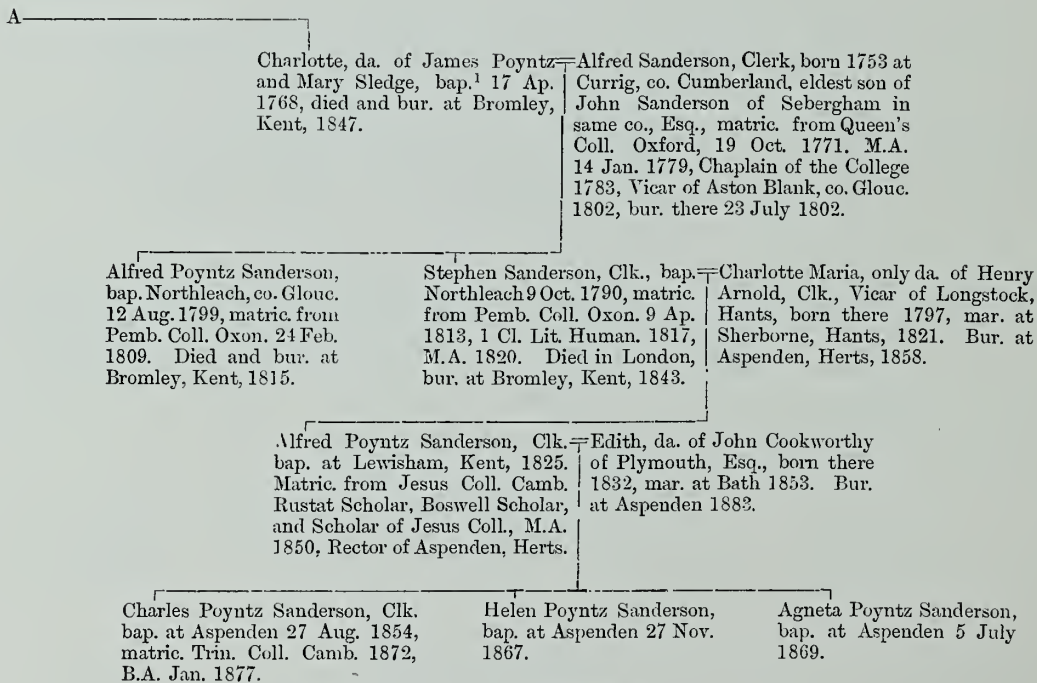 A
Charlotte, da. of James Poyntz
and Mary Sledge, bap.¹ 17 Ap.
1768, died and bur. at Bromley,
Kent, 1847.
Alfred Sanderson, Clerk, born 1753 at
Currig, co. Cumberland, eldest son of
John Sanderson of Sebergham in
same co., Esq., matric. from Queen's
Coll. Oxford, 19 Oct. 1771. M.A.
14 Jan. 1779, Chaplain of the College
1783, Vicar of Aston Blank, co. Glouc.
1802, bur. there 23 July 1802.
Alfred Poyntz Sanderson,
bap. Northleach, co. Glouc.
12 Aug. 1799, matric. from
Pemb. Coll. Oxon. 24 Feb.
1809. Died and bur. at
Bromley, Kent, 1815.
Stephen Sanderson, Clk., bap.
Northleach 9 Oct. 1790, matric.
from Pemb. Coll. Oxon. 9 Ap.
1813, 1 Cl. Lit. Human. 1817,
M.A. 1820. Died in London,
bur. at Bromley, Kent, 1843.
Charlotte Maria, only da. of Henry
Arnold, Clk., Vicar of Longstock,
Hants, born there 1797, mar. at
Sherborne, Hants, 1821. Bur. at
Aspenden, Herts, 1858.
Alfred Poyntz Sanderson, Clk.
bap. at Lewisham, Kent, 1825.
Matric. from Jesus Coll. Camb.
Rustat Scholar, Boswell Scholar,
and Scholar of Jesus Coll., M.A.
1850, Rector of Aspenden, Herts.
Edith, da. of John Cookworthy
of Plymouth, Esq., born there
1832, mar. at Bath 1853. Bur.
at Aspenden 1883.
Charles Poyntz Sanderson, Clk.
bap. at Aspenden 27 Aug. 1854,
matric. Trin. Coll. Camb. 1872,
B.A. Jan. 1877.
Helen Poyntz Sanderson,
bap. at Aspenden 27 Nov.
1867.
Agneta Poyntz Sanderson,
bap. at Aspenden 5 July
1869.